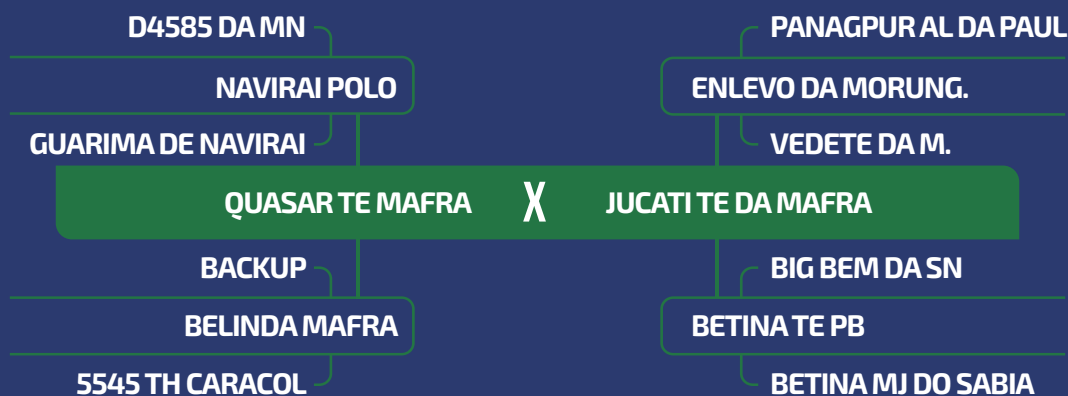 D4585 DA MN
PANAGPUR AL DA PAUL
NAVIRAI POLO
ENLEVO DA MORUNG.
GUARIMA DE NAVIRAI
VEDETE DA M.
QUASAR TE MAFRA X JUCATI TE DA MAFRA
BACKUP
BIG BEM DA SN
BELINDA MAFRA
BETINA TE PB
5545 TH CARACOL
BETINA MJ DO SABIA